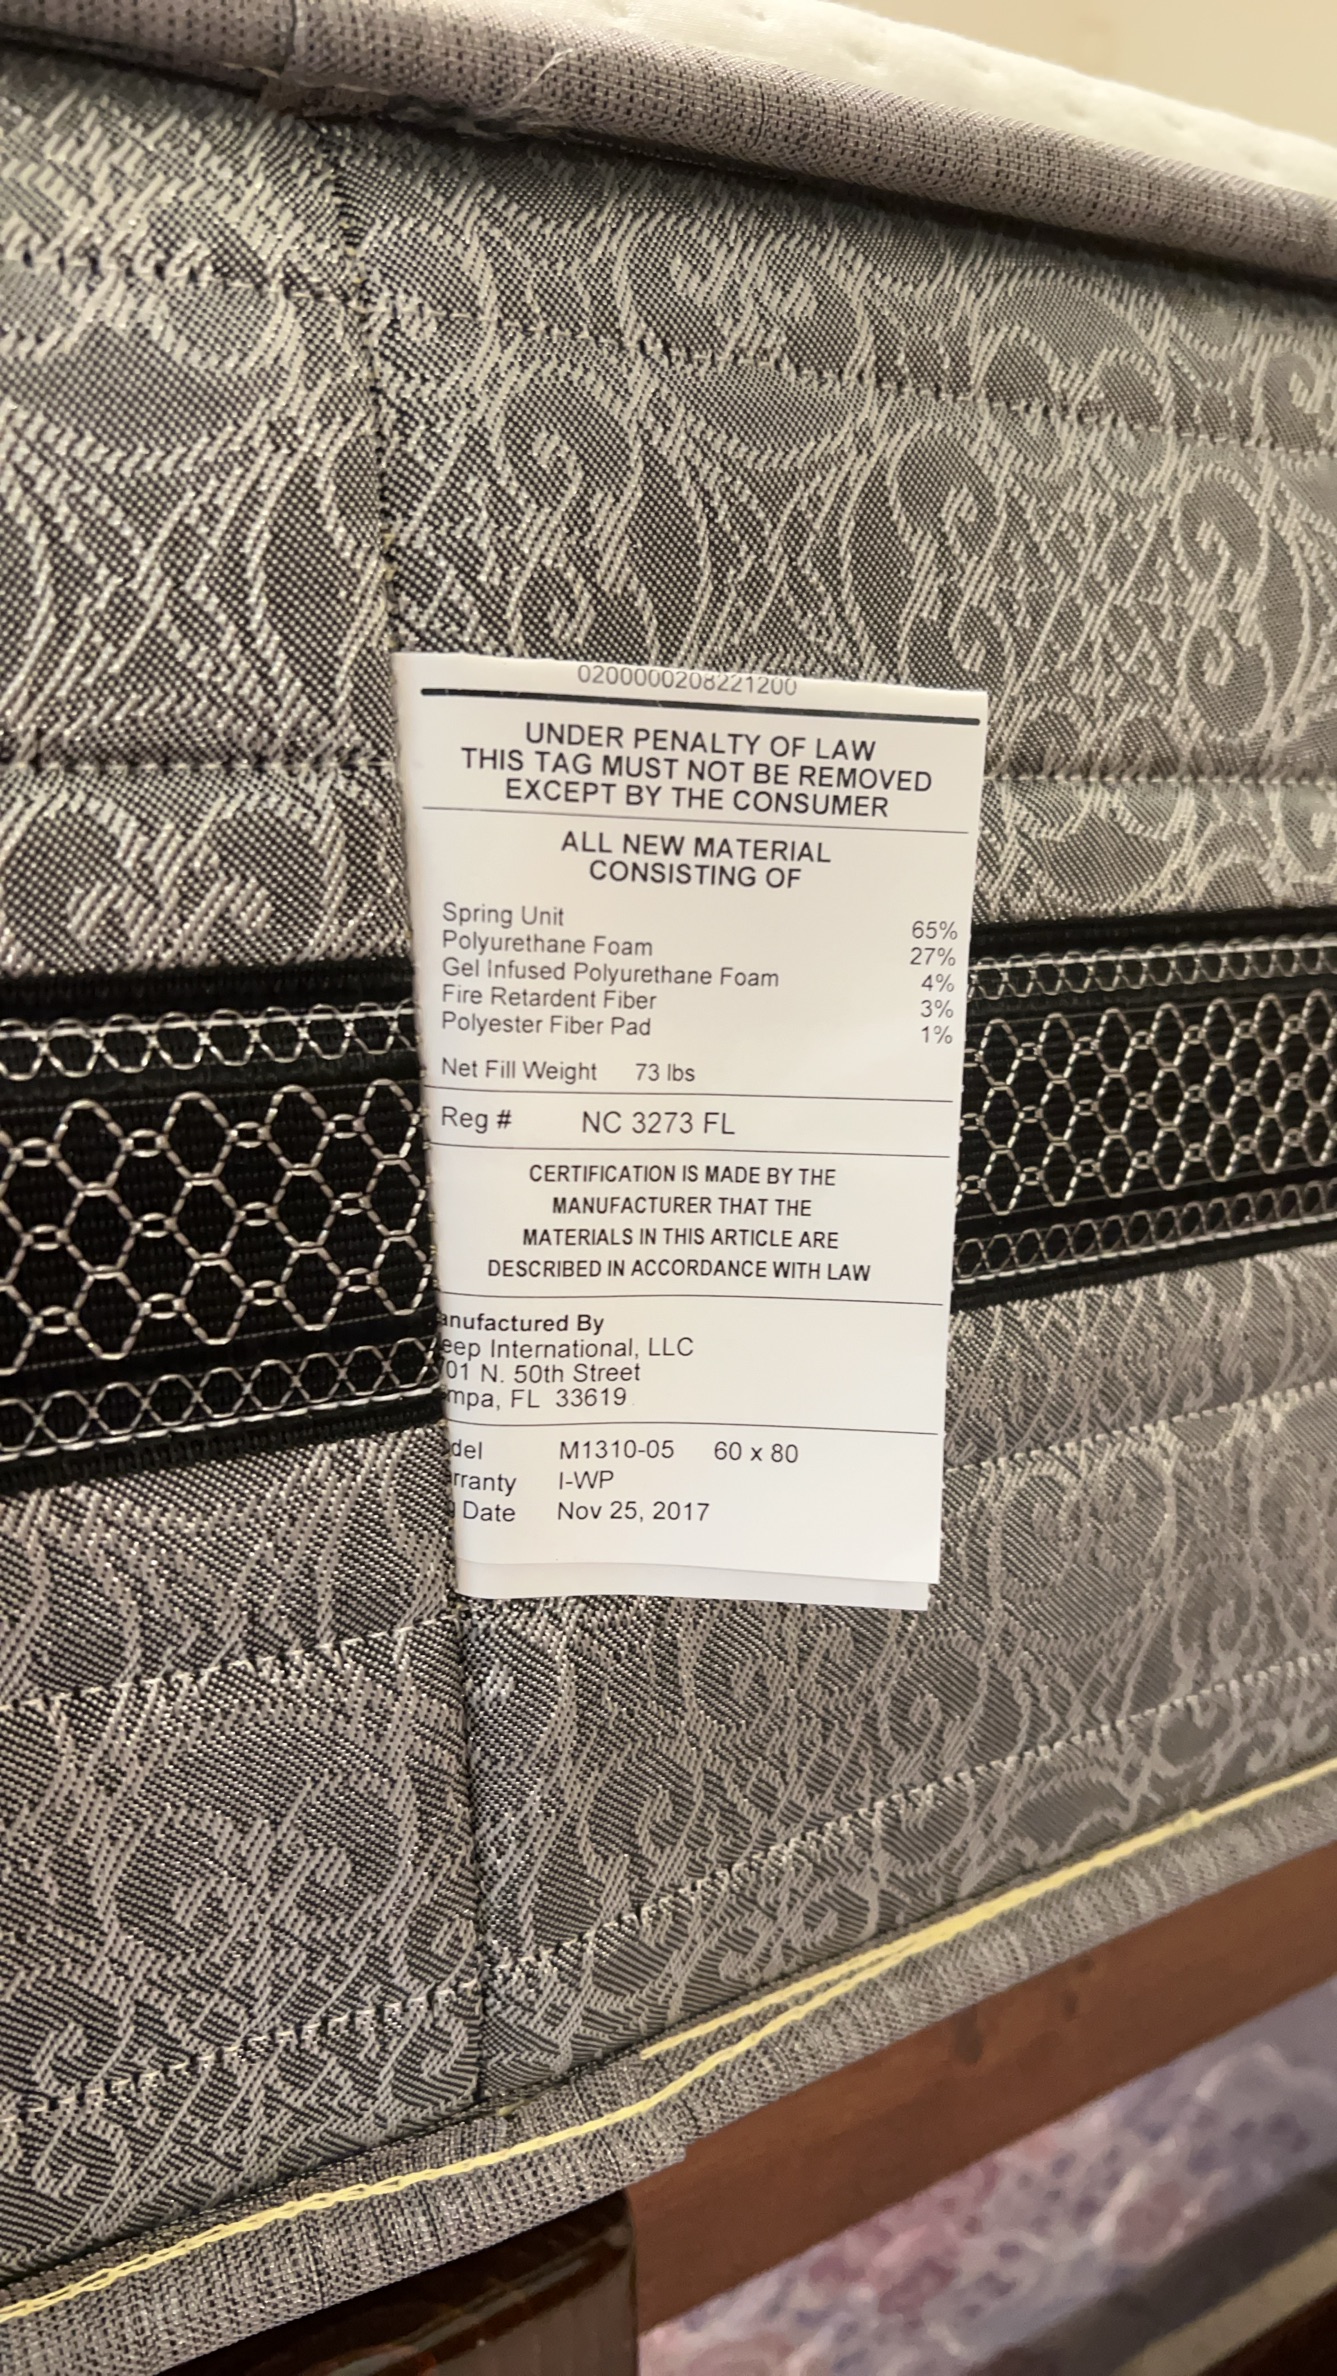 0200000208221200
UNDER PENALTY OF LAW
THIS TAG MUST NOT BE REMOVED
EXCEPT BY THE CONSUMER
ALL NEW MATERIAL
CONSISTING OF
Spring Unit 65%
Polyurethane Foam 27%
Gel Infused Polyurethane Foam 4%
Fire Retardent Fiber 3%
Polyester Fiber Pad 1%
Net Fill Weight 73 lbs
Reg # NC 3273 FL
CERTIFICATION IS MADE BY THE
MANUFACTURER THAT THE
MATERIALS IN THIS ARTICLE ARE
DESCRIBED IN ACCORDANCE WITH LAW
anufactured By
eep International, LLC
01 N. 50th Street
mpa, FL 33619
del M1310-05 60 x 80
rranty I-WP
Date Nov 25, 2017